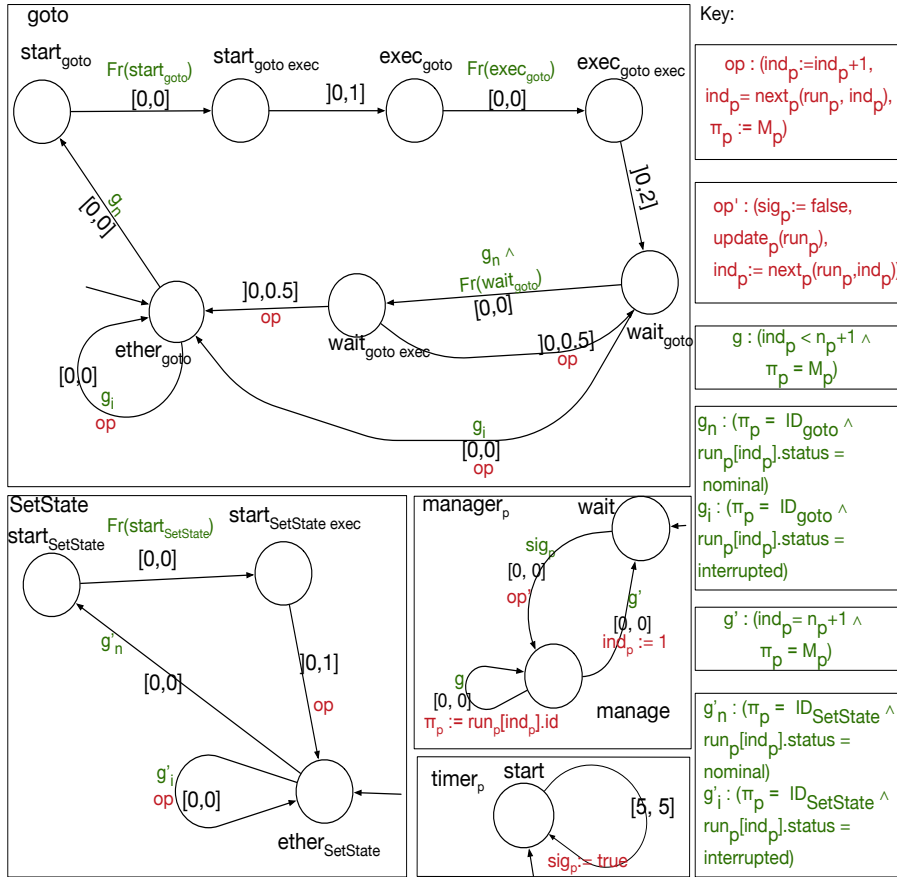 goto
start_goto
Fr(start_goto)
[0,0]
start_goto exec
]0,1]
exec_goto
Fr(exec_goto)
[0,0]
exec_goto exec
]0,2]
g_n
[0,0]
g_n ∧
Fr(wait_goto)
[0,0]
]0,0.5]
op
ether_goto
wait_goto exec
]0,0.5]
op
wait_goto
[0,0]
g_i
op
g_i
[0,0]
op
SetState
start_SetState
Fr(start_SetState)
[0,0]
start_SetState exec
g'_n
[0,0]
]0,1]
op
g'_i
op
[0,0]
ether_SetState
manager_p
wait
sig_p
[0, 0]
op'
g'
[0, 0]
ind_p := 1
g
[0, 0]
π_p := run_p[ind_p].id
manage
timer_p
start
[5, 5]
sig_p:= true
Key:
op : (ind_p:=ind_p+1,
ind_p= next_p(run_p, ind_p),
π_p := M_p)
op' : (sig_p:= false,
update_p(run_p),
ind_p:= next_p(run_p,ind_p))
g : (ind_p < n_p+1 ∧
π_p = M_p)
g_n : (π_p = ID_goto ∧
run_p[ind_p].status =
nominal)
g_i : (π_p = ID_goto ∧
run_p[ind_p].status =
interrupted)
g' : (ind_p= n_p+1 ∧
π_p = M_p)
g'_n : (π_p = ID_SetState ∧
run_p[ind_p].status =
nominal)
g'_i : (π_p = ID_SetState ∧
run_p[ind_p].status =
interrupted)